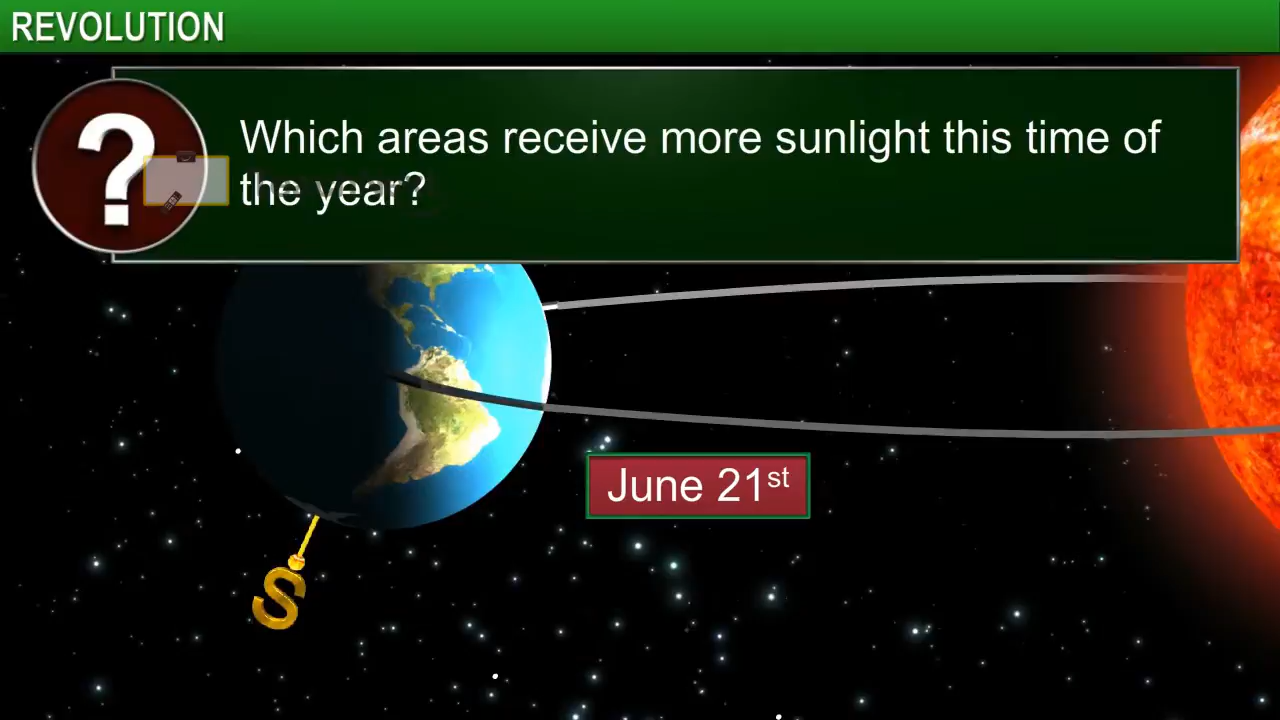 REVOLUTION
?
Which areas receive more sunlight this time of
the year?
June 21st
S